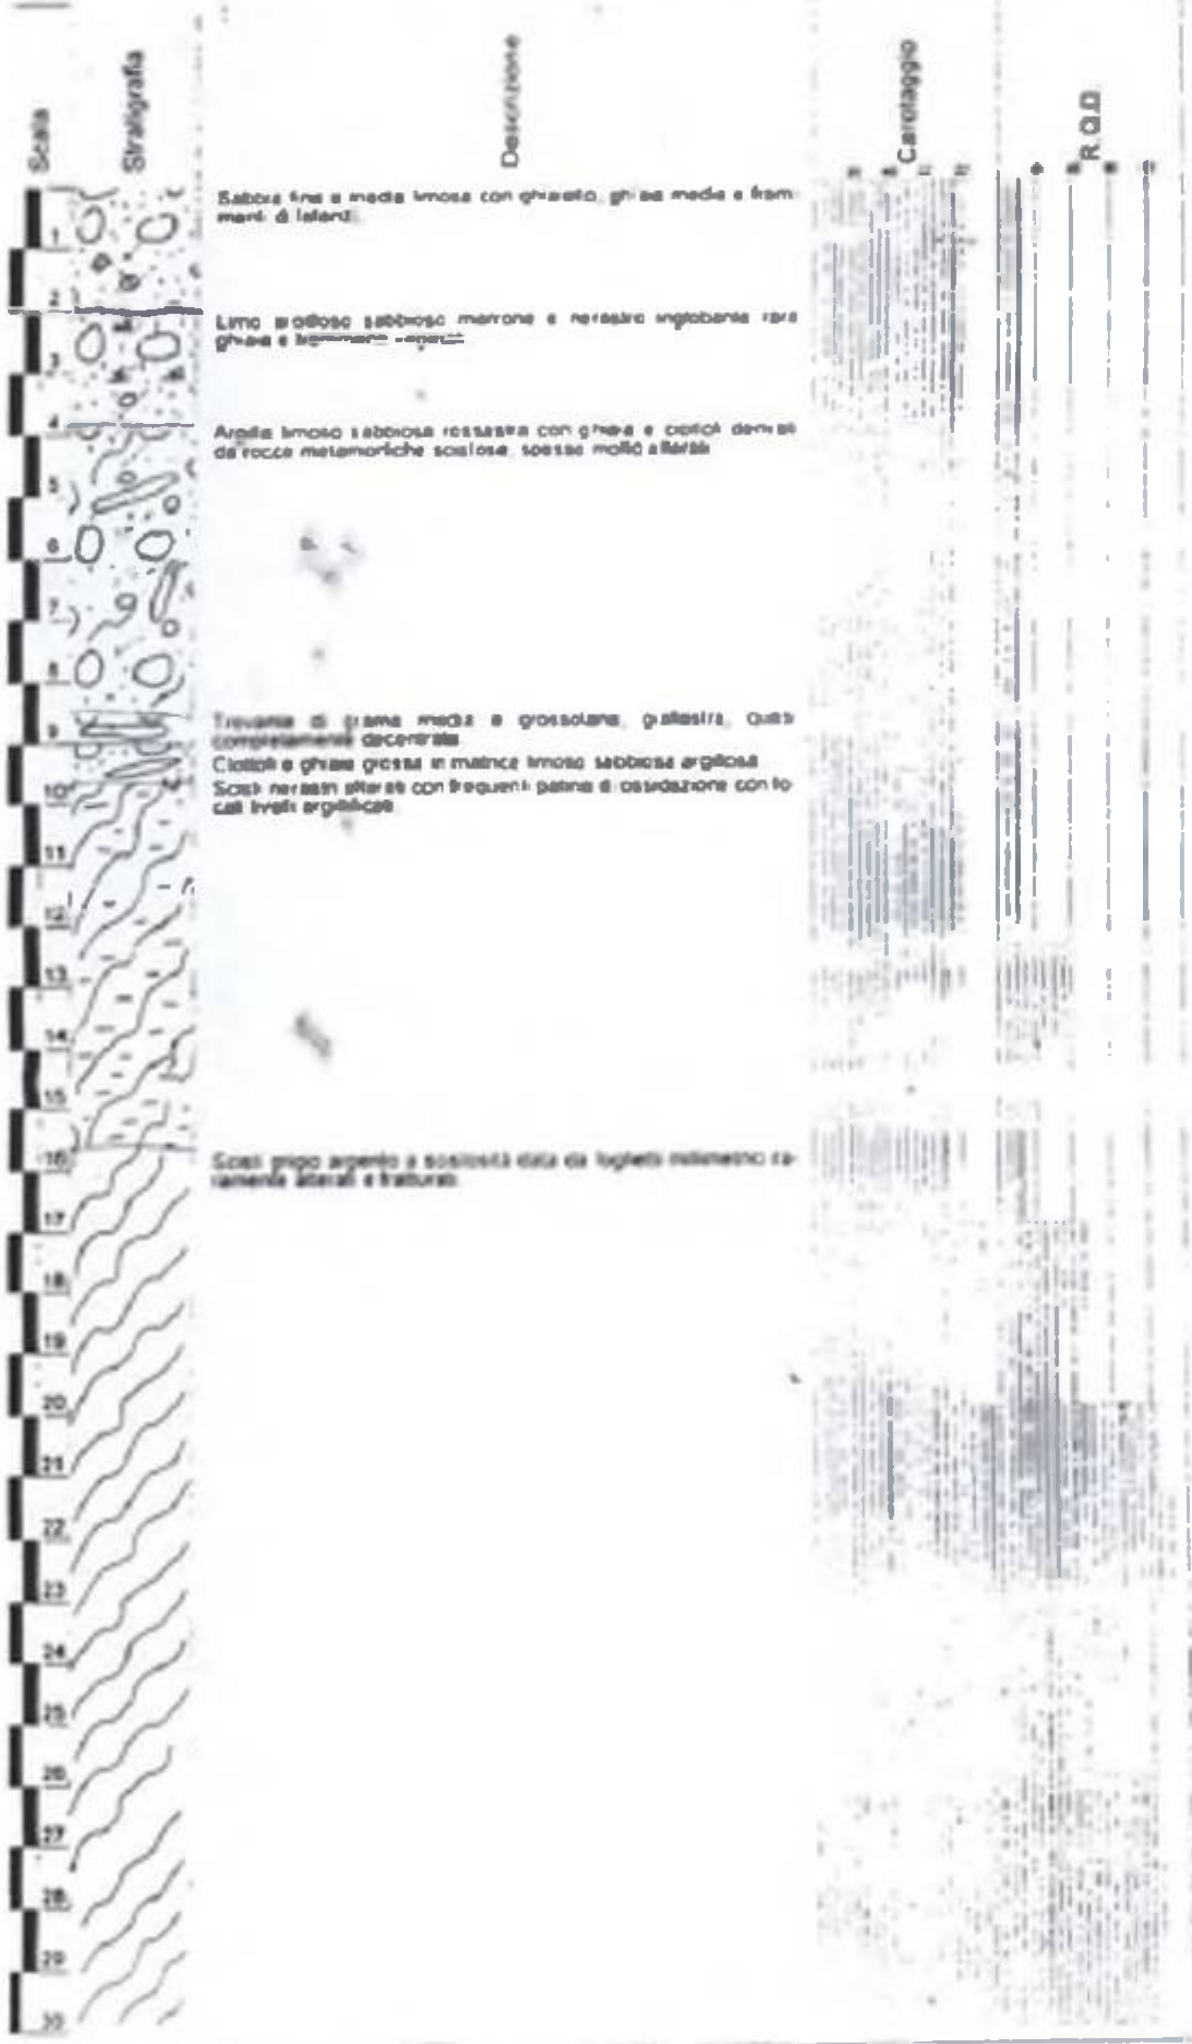 Scala
Stratigrafia
Descrizione
Carotaggio
R.Q.D.
Sabbia fine e media limosa con ghiaietto, ghiaia media e fram-
menti di laterizi.
1
2
Limo argilloso sabbioso marrone e nerastro inglobante rara
ghiaia e frammenti
3
4
Argilla limoso sabbiosa rossastra con ghiaia e ciottoli derivati
da rocce metamorfiche scistose, spesso molto alterati
5
6
7
8
Trovante di grana media e grossolana, giallastra, quasi
completamente
9
Ciottoli e ghiaia grossa in matrice limoso sabbiosa argillosa
Scisti nerastri alterati con frequenti patine di ossidazione con lo-
cali livelli argillificati
10
11
12
13
14
15
Scisti grigio argento a scistosità data da foglietti millimetrici ra-
ramente alterati e fratturati.
16
17
18
19
20
21
22
23
24
25
26
27
28
29
30